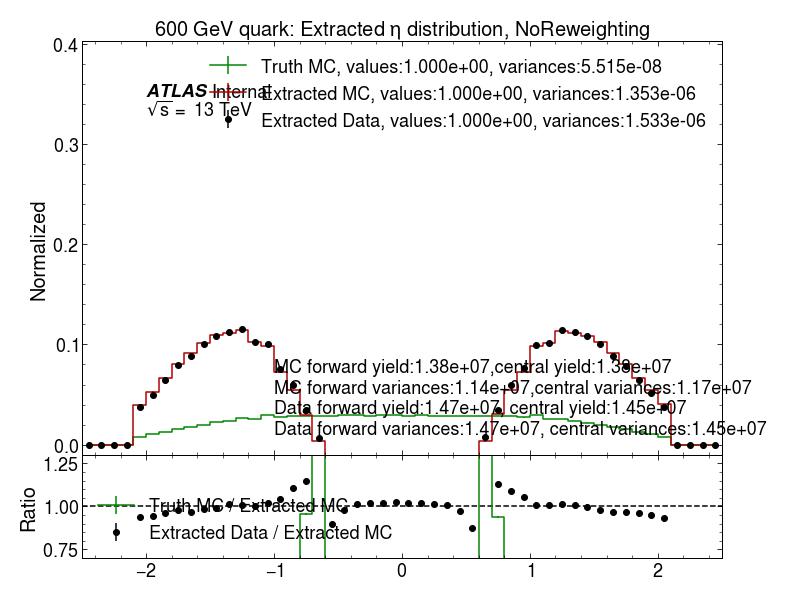 600 GeV quark: Extracted η distribution, NoReweighting
0.4
Truth MC, values:1.000e+00, variances:5.515e-08
ATLAS Internal
Extracted MC, values:1.000e+00, variances:1.353e-06
√s = 13 TeV
Extracted Data, values:1.000e+00, variances:1.533e-06
0.3
Normalized
0.2
0.1
MC forward yield:1.38e+07,central yield:1.38e+07
MC forward variances:1.14e+07,central variances:1.17e+07
Data forward yield:1.47e+07, central yield:1.45e+07
Data forward variances:1.47e+07, central variances:1.45e+07
0.0
1.25
Ratio
1.00
Truth MC / Extracted MC
Extracted Data / Extracted MC
0.75
−2 −1 0 1 2